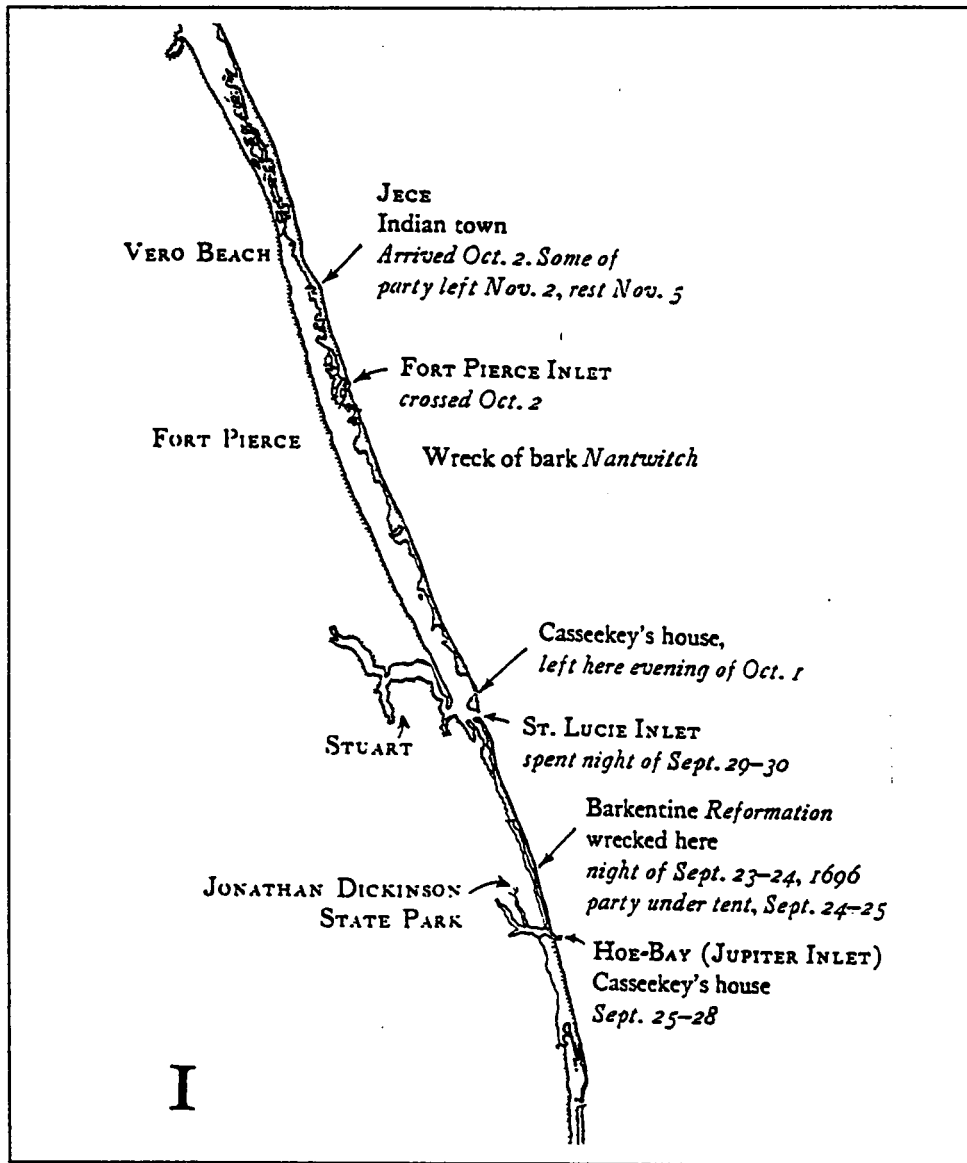 JECE
Indian town
Arrived Oct. 2. Some of
party left Nov. 2, rest Nov. 5
VERO BEACH
FORT PIERCE INLET
crossed Oct. 2
FORT PIERCE
Wreck of bark Nantwitch
Casseekey's house,
left here evening of Oct. 1
ST. LUCIE INLET
spent night of Sept. 29–30
STUART
Barkentine Reformation
wrecked here
night of Sept. 23–24, 1696
party under tent, Sept. 24–25
JONATHAN DICKINSON
STATE PARK
HOE-BAY (JUPITER INLET)
Casseekey's house
Sept. 25–28
I